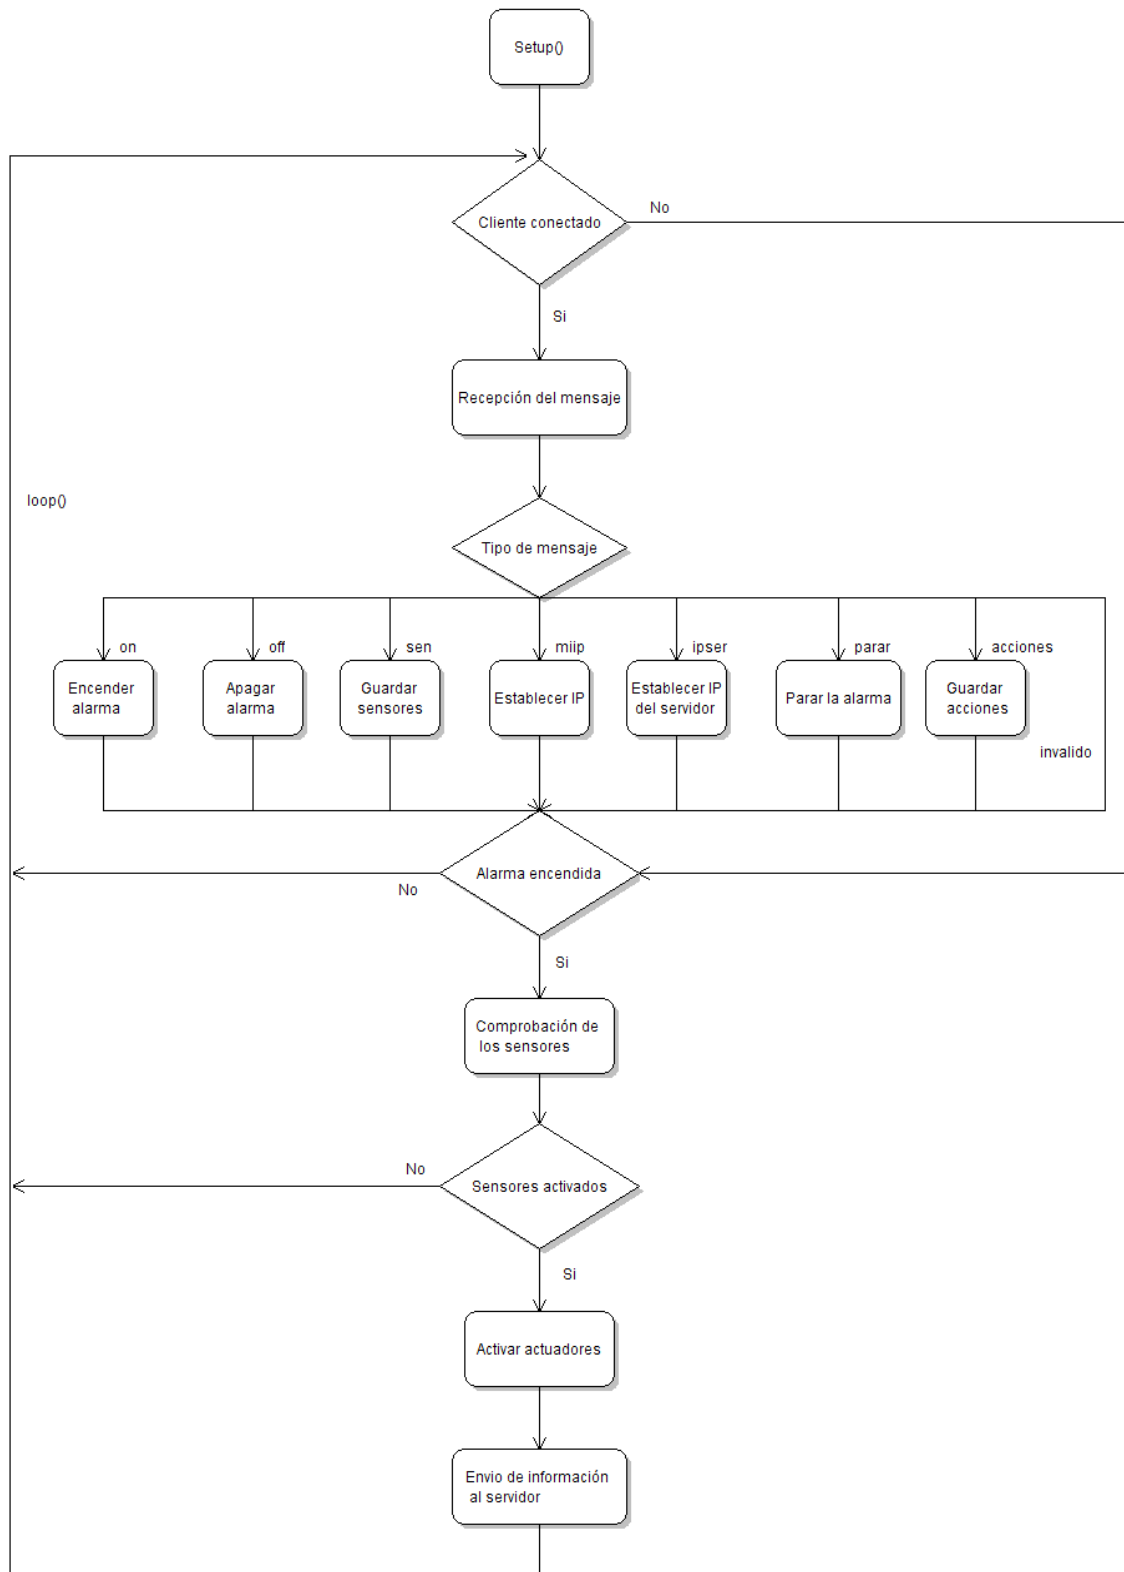 Setup()
Cliente conectado
No
Si
Recepción del mensaje
loop()
Tipo de mensaje
on
off
sen
miip
ipser
parar
acciones
Encender
alarma
Apagar
alarma
Guardar
sensores
Establecer IP
Establecer IP
del servidor
Parar la alarma
Guardar
acciones
invalido
Alarma encendida
No
Si
Comprobación de
los sensores
No
Sensores activados
Si
Activar actuadores
Envio de información
al servidor